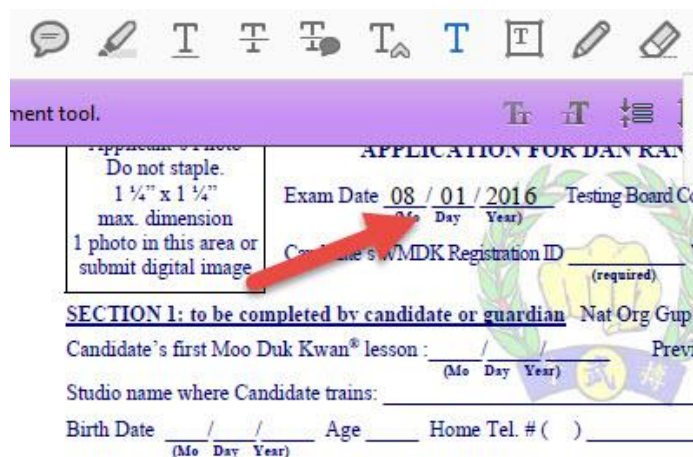 ment tool.
Applicant's Photo
Do not staple.
1 ¼” x 1 ¼”
max. dimension
1 photo in this area or
submit digital image
APPLICATION FOR DAN RAN
Exam Date 08 / 01 / 2016 Testing Board Co
(Mo Day Year)
Candidate's WMDK Registration ID
(required)
SECTION 1: to be completed by candidate or guardian Nat Org Gup
Candidate’s first Moo Duk Kwan® lesson : / / Previ
(Mo Day Year)
Studio name where Candidate trains:
Birth Date / / Age Home Tel. # ( )
(Mo Day Year)